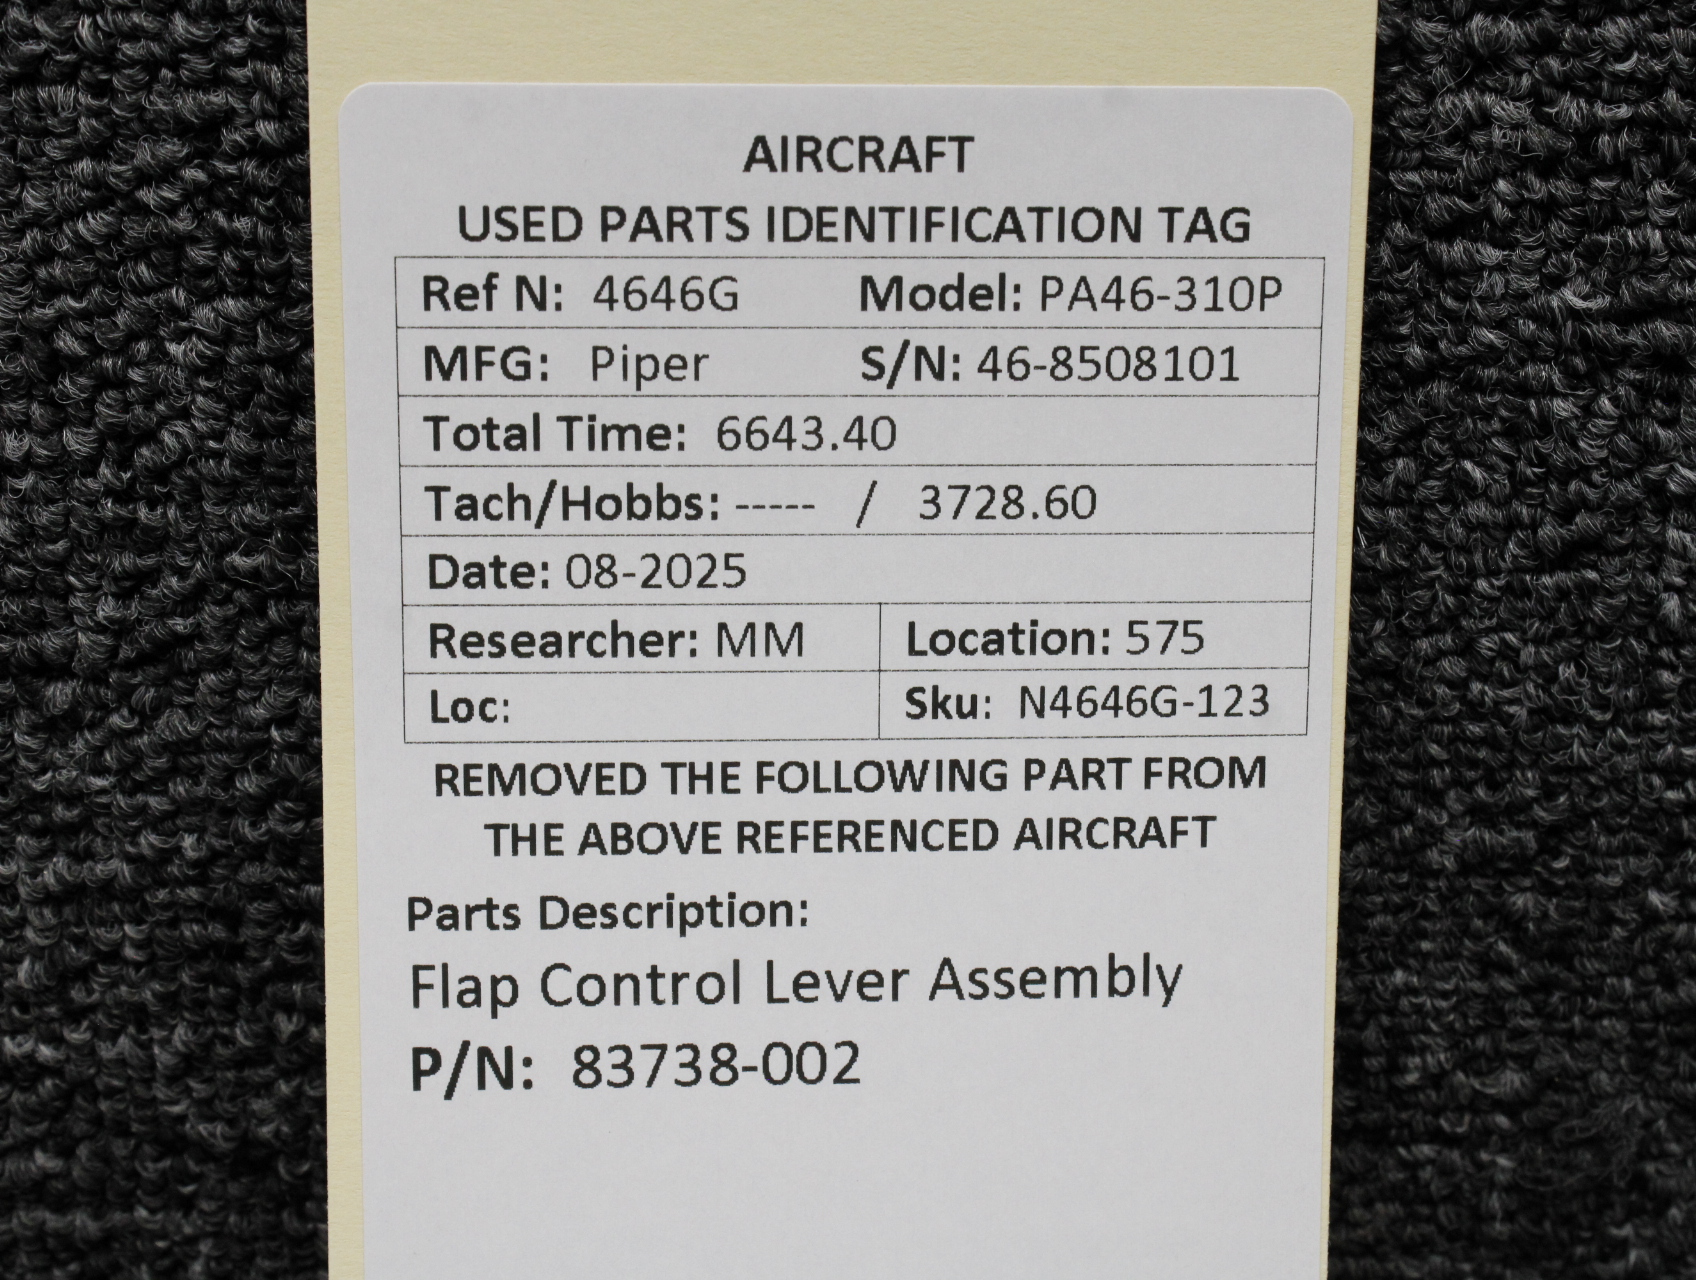 AIRCRAFT
USED PARTS IDENTIFICATION TAG
Ref N: 4646G Model: PA46-310P
MFG: Piper S/N: 46-8508101
Total Time: 6643.40
Tach/Hobbs: ----- / 3728.60
Date: 08-2025
Researcher: MM Location: 575
Loc: Sku: N4646G-123
REMOVED THE FOLLOWING PART FROM
THE ABOVE REFERENCED AIRCRAFT
Parts Description:
Flap Control Lever Assembly
P/N: 83738-002